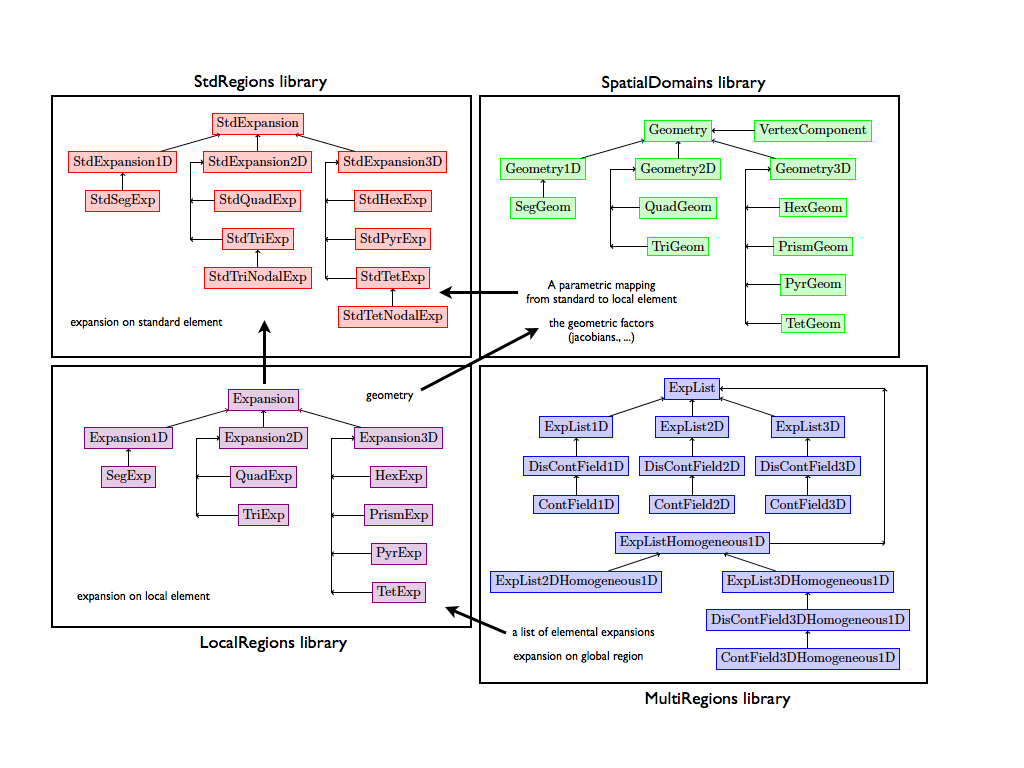 StdRegions library
StdExpansion
StdExpansion1D
StdExpansion2D
StdExpansion3D
StdSegExp
StdQuadExp
StdHexExp
StdTriExp
StdPyrExp
StdTriNodalExp
StdTetExp
StdTetNodalExp
expansion on standard element
SpatialDomains library
Geometry
VertexComponent
Geometry1D
Geometry2D
Geometry3D
SegGeom
QuadGeom
HexGeom
TriGeom
PrismGeom
PyrGeom
TetGeom
A parametric mapping
from standard to local element
the geometric factors
(jacobians., ...)
geometry
Expansion
Expansion1D
Expansion2D
Expansion3D
SegExp
QuadExp
HexExp
TriExp
PrismExp
PyrExp
TetExp
expansion on local element
LocalRegions library
ExpList
ExpList1D
ExpList2D
ExpList3D
DisContField1D
DisContField2D
DisContField3D
ContField1D
ContField2D
ContField3D
ExpListHomogeneous1D
ExpList2DHomogeneous1D
ExpList3DHomogeneous1D
DisContField3DHomogeneous1D
ContField3DHomogeneous1D
a list of elemental expansions
expansion on global region
MultiRegions library